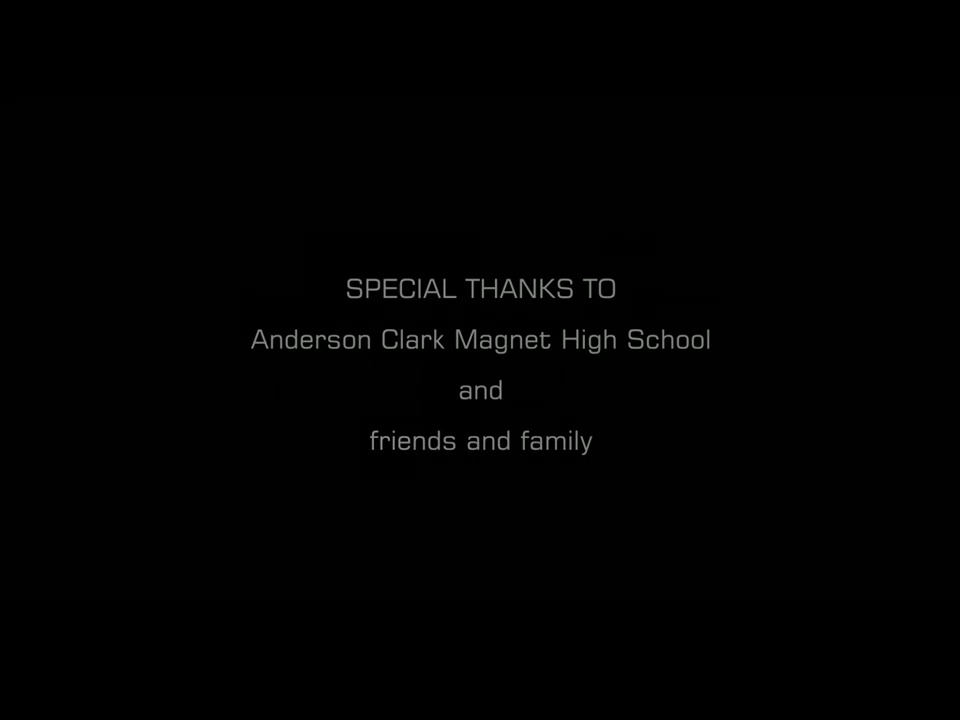 SPECIAL THANKS TO
Anderson Clark Magnet High School
and
friends and family